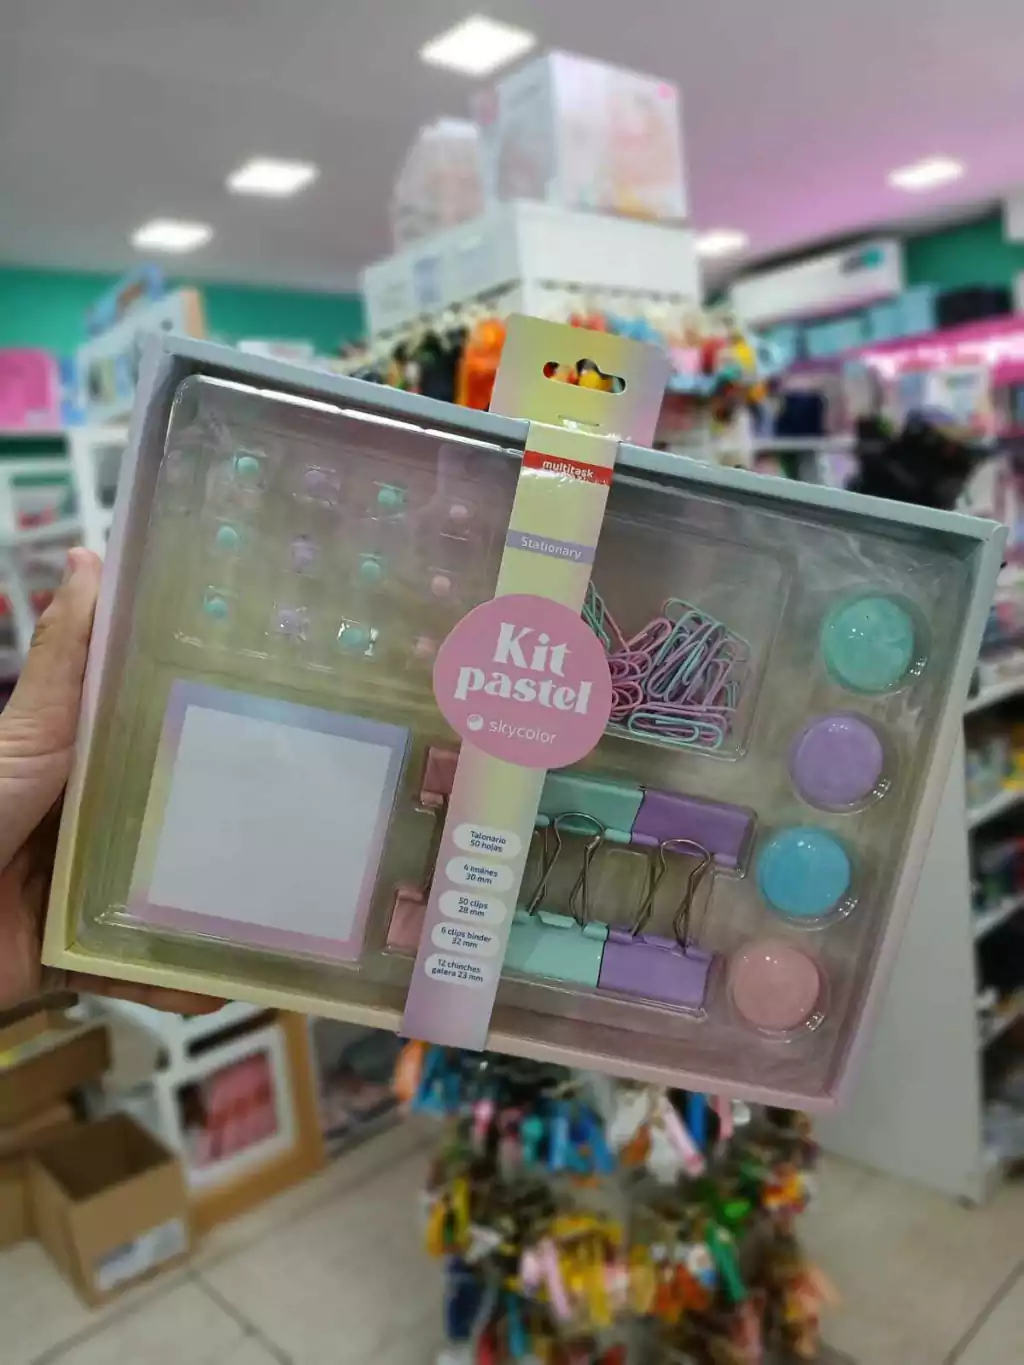 multitask
Stationary
Kit
pastel
skycolor
Talonario
50 hojas
4 imánes
30 mm
50 clips
28 mm
6 clips binder
32 mm
12 chinches
galera 23 mm